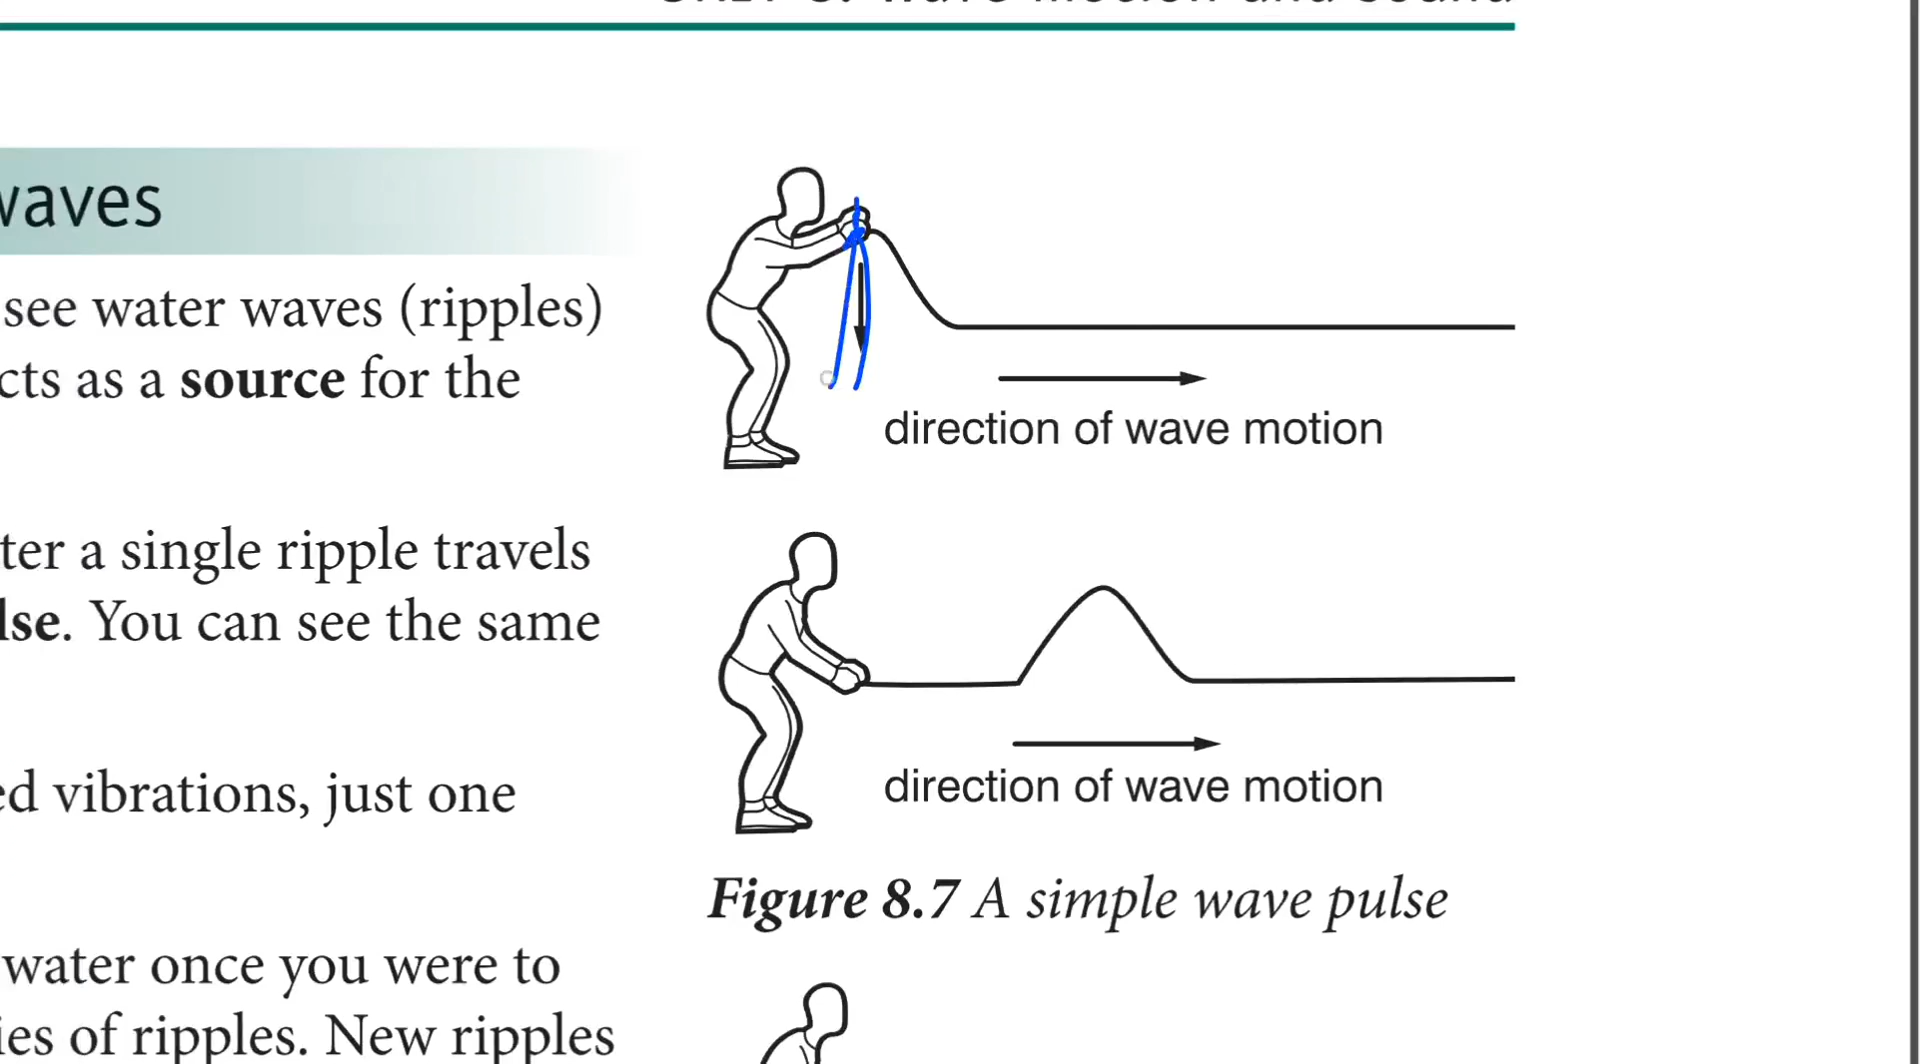 waves
see water waves (ripples)
cts as a source for the
direction of wave motion
ter a single ripple travels
lse. You can see the same
ed vibrations, just one
direction of wave motion
Figure 8.7 A simple wave pulse
water once you were to
ies of ripples. New ripples